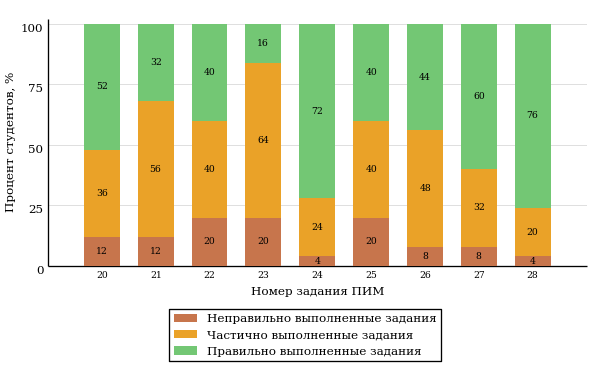 Процент студентов, %
100
75
50
25
0
52 32 40 16 72 40 44 60 76
36 56 40 64 24 40 48 32 20
12 12 20 20 4 20 8 8 4
20 21 22 23 24 25 26 27 28
Номер задания ПИМ
Неправильно выполненные задания
Частично выполненные задания
Правильно выполненные задания